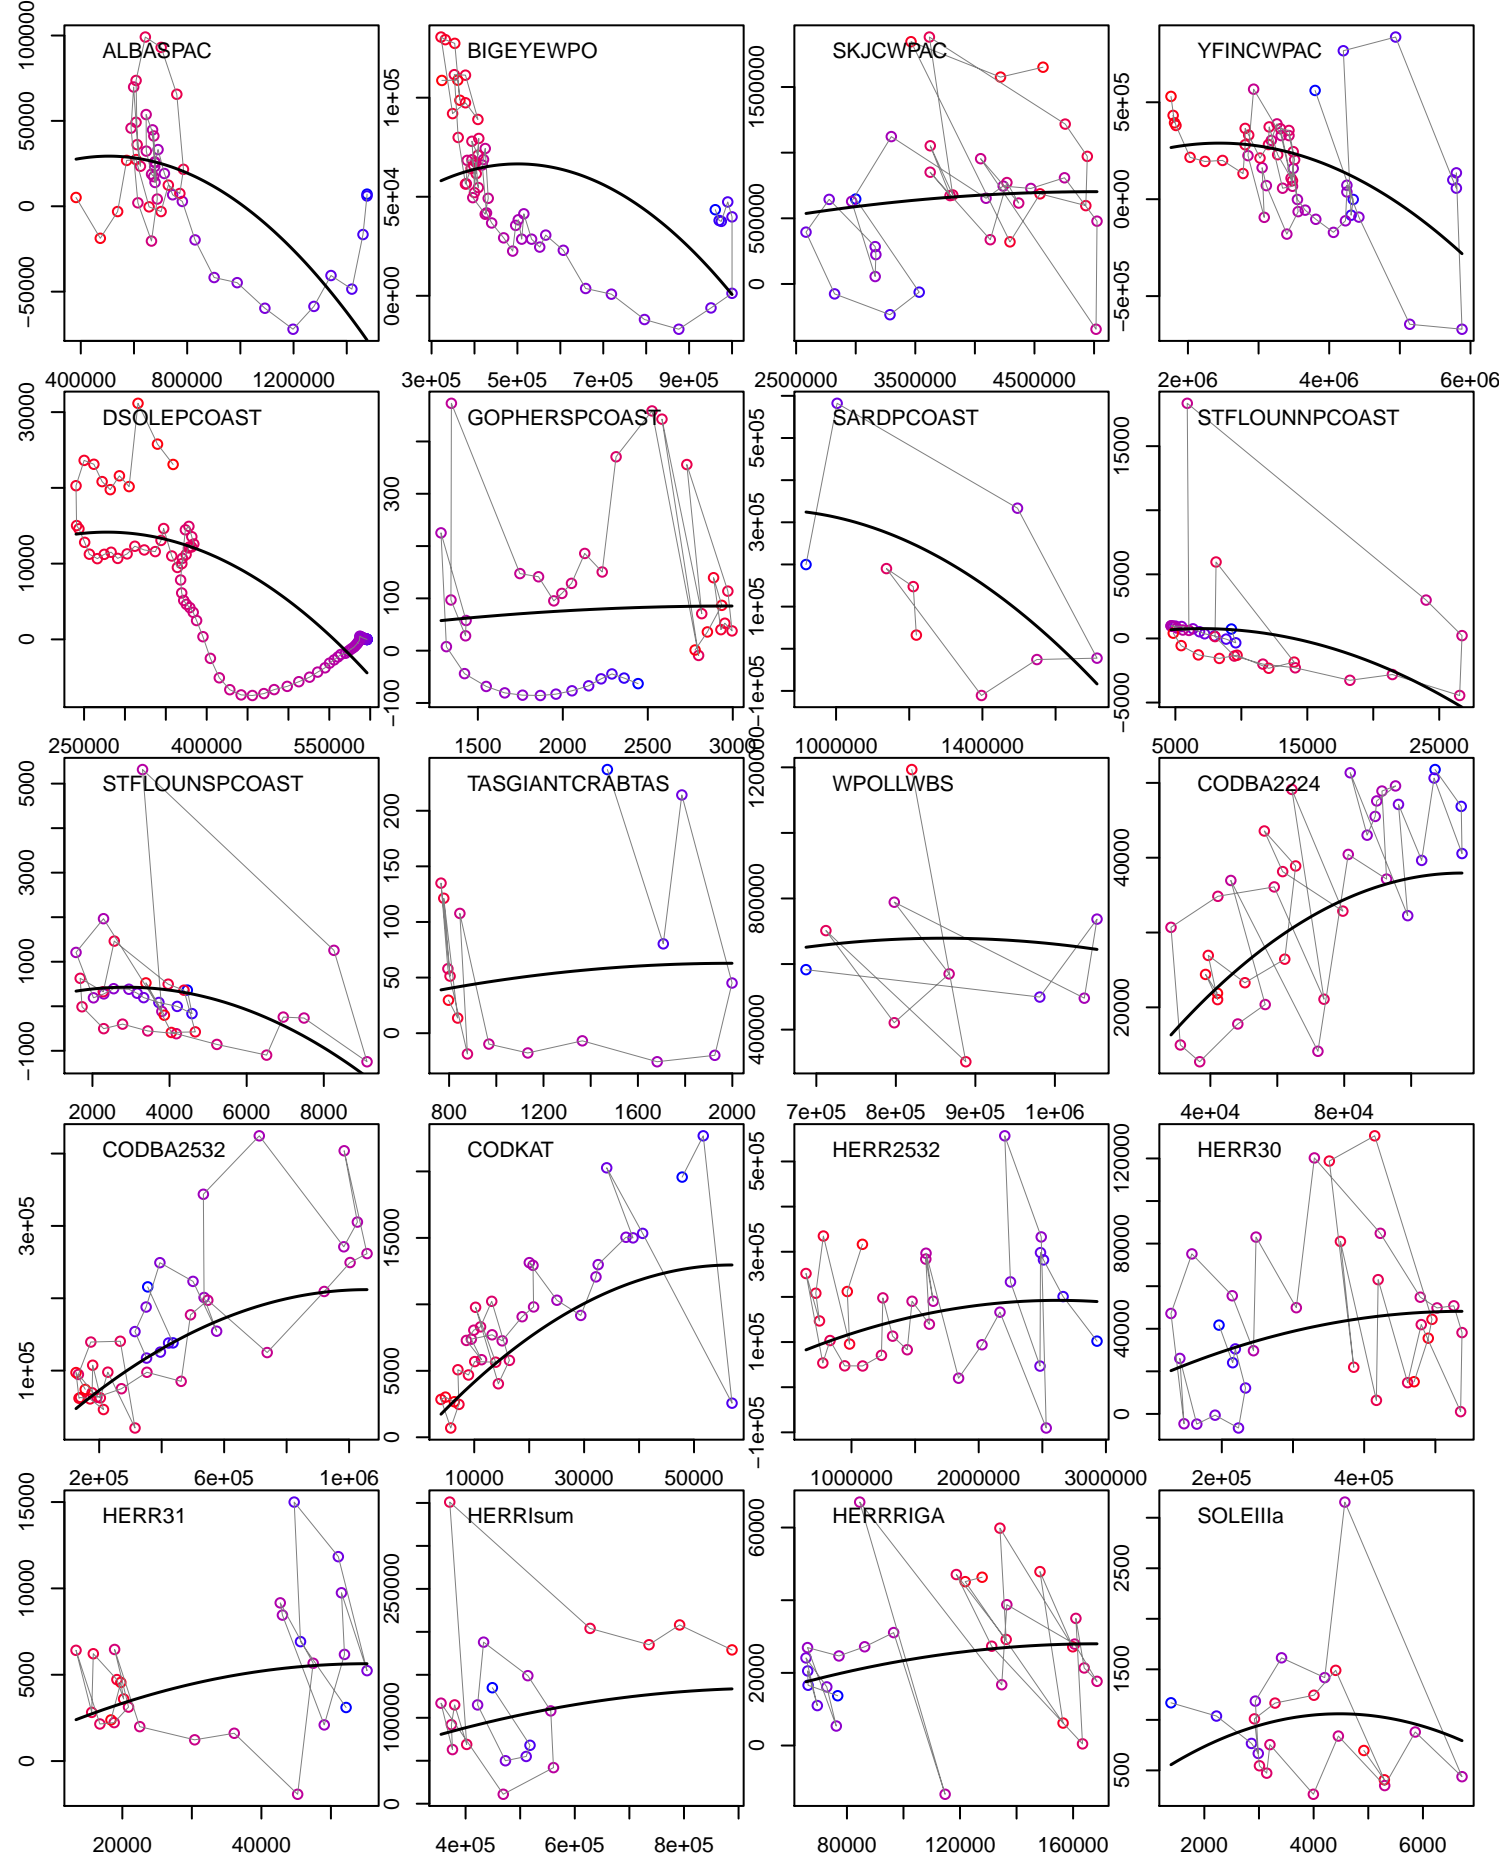 ALBASPAC
BIGEYEWPO
SKJCWPAC
YFINCWPAC
−50000 0 50000 100000
0e+00 5e+04 1e+05
0 500000 1500000
−5e+05 0e+00 5e+05
400000 800000 1200000
3e+05 5e+05 7e+05 9e+05
2500000 3500000 4500000
2e+06 4e+06 6e+06
DSOLEPCOAST
GOPHERSPCOAST
SARDPCOAST
STFLOUNNPCOAST
0 10000 30000
−100 0 100 300
−1e+05 1e+05 3e+05 5e+05
−5000 0 5000 15000
250000 400000 550000
1500 2000 2500 3000
1000000 1400000
5000 15000 25000
STFLOUNSPCOAST
TASGIANTCRABTAS
WPOLLWBS
CODBA2224
−1000 1000 3000 5000
0 50 100 150 200
400000 800000 1200000
20000 40000
2000 4000 6000 8000
800 1200 1600 2000
7e+05 8e+05 9e+05 1e+06
4e+04 8e+04
CODBA2532
CODKAT
HERR2532
HERR30
1e+05 3e+05
0 5000 15000
−1e+05 1e+05 3e+05 5e+05
0 40000 80000 120000
2e+05 6e+05 1e+06
10000 30000 50000
1000000 2000000 3000000
2e+05 4e+05
HERR31
HERRIsum
HERRRIGA
SOLEIIIa
0 5000 10000 15000
0 100000 250000
0 20000 60000
500 1500 2500
20000 40000
4e+05 6e+05 8e+05
80000 120000 160000
2000 4000 6000